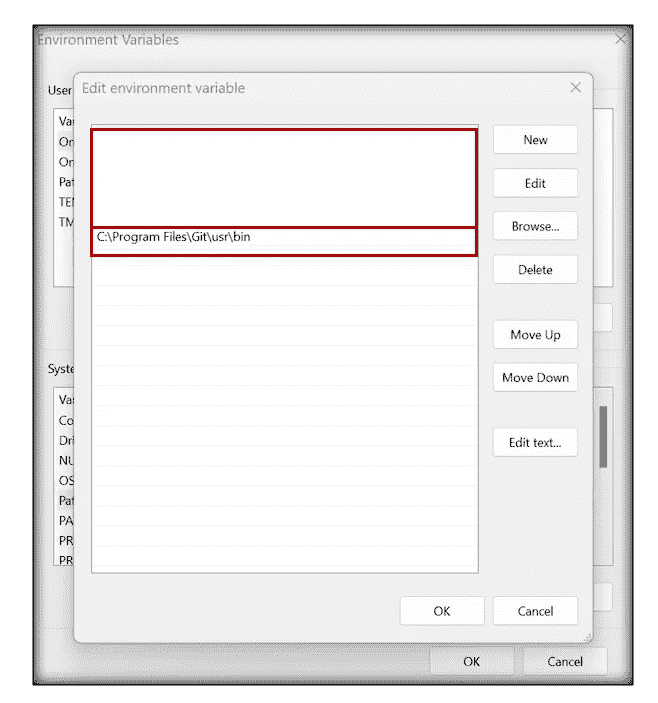 Environment Variables
User
Edit environment variable
Va
On
On
Pat
TE
TM
New
Edit
Browse...
C:\Program Files\Git\usr\bin
Delete
Move Up
Move Down
Edit text...
Syste
Va
Co
Dri
NU
OS
Pat
PA
PR
PR
OK
Cancel
OK
Cancel